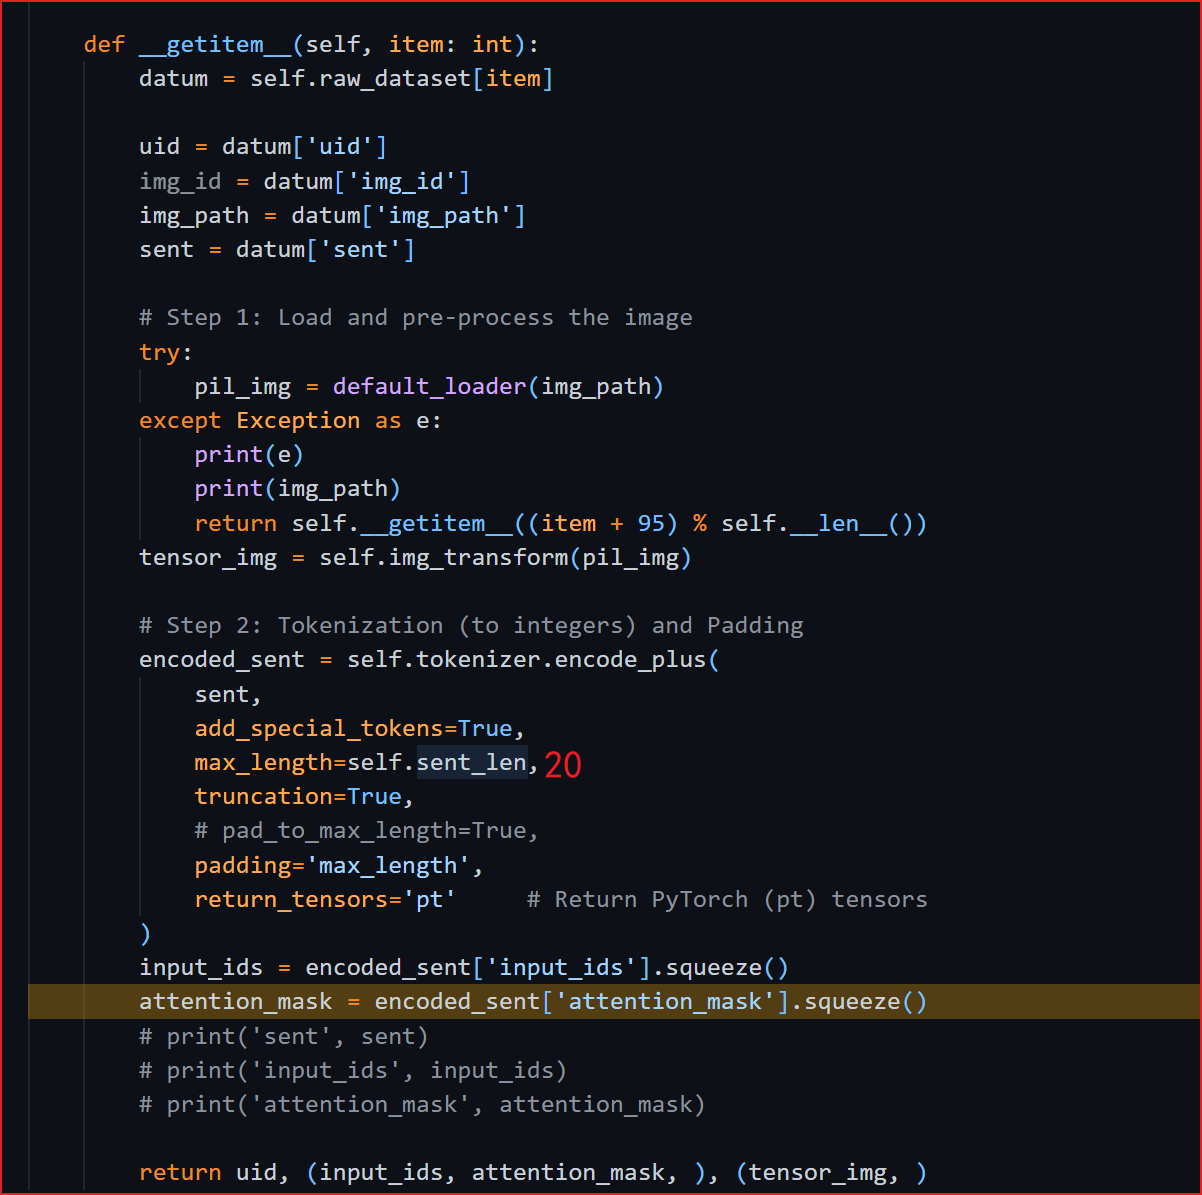 def __getitem__(self, item: int):
datum = self.raw_dataset[item]
uid = datum['uid']
img_id = datum['img_id']
img_path = datum['img_path']
sent = datum['sent']
# Step 1: Load and pre-process the image
try:
pil_img = default_loader(img_path)
except Exception as e:
print(e)
print(img_path)
return self.__getitem__((item + 95) % self.__len__())
tensor_img = self.img_transform(pil_img)
# Step 2: Tokenization (to integers) and Padding
encoded_sent = self.tokenizer.encode_plus(
sent,
add_special_tokens=True,
max_length=self.sent_len, 20
truncation=True,
# pad_to_max_length=True,
padding='max_length',
return_tensors='pt'     # Return PyTorch (pt) tensors
)
input_ids = encoded_sent['input_ids'].squeeze()
attention_mask = encoded_sent['attention_mask'].squeeze()
# print('sent', sent)
# print('input_ids', input_ids)
# print('attention_mask', attention_mask)
return uid, (input_ids, attention_mask, ), (tensor_img, )